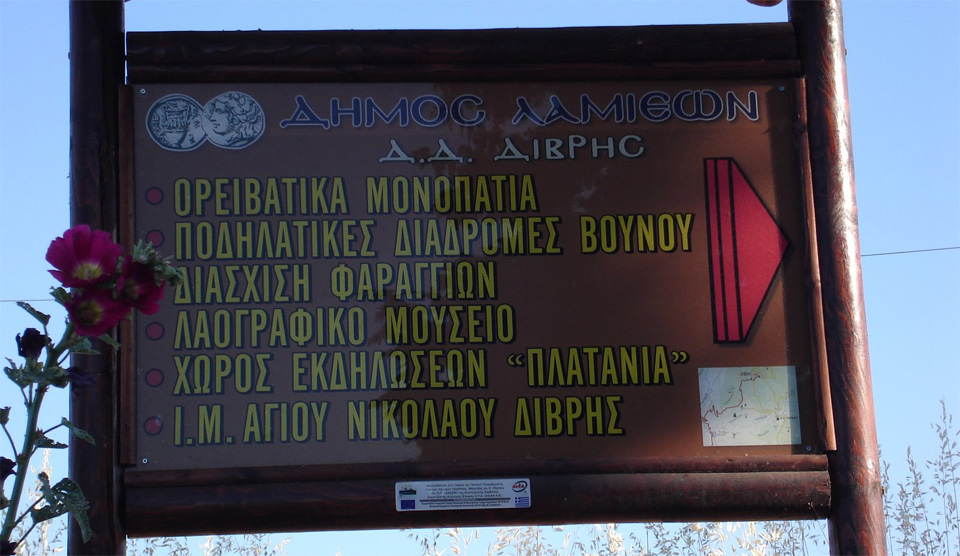 ΔΗΜΟΣ ΛΑΜΙΕΩΝ
Δ.Δ. ΔΙΒΡΗΣ
ΟΡΕΙΒΑΤΙΚΑ ΜΟΝΟΠΑΤΙΑ
ΠΟΔΗΛΑΤΙΚΕΣ ΔΙΑΔΡΟΜΕΣ ΒΟΥΝΟΥ
ΔΙΑΣΧΙΣΗ ΦΑΡΑΓΓΙΩΝ
ΛΑΟΓΡΑΦΙΚΟ ΜΟΥΣΕΙΟ
ΧΩΡΟΣ ΕΚΔΗΛΩΣΕΩΝ “ΠΛΑΤΑΝΙΑ”
Ι.Μ. ΑΓΙΟΥ ΝΙΚΟΛΑΟΥ ΔΙΒΡΗΣ